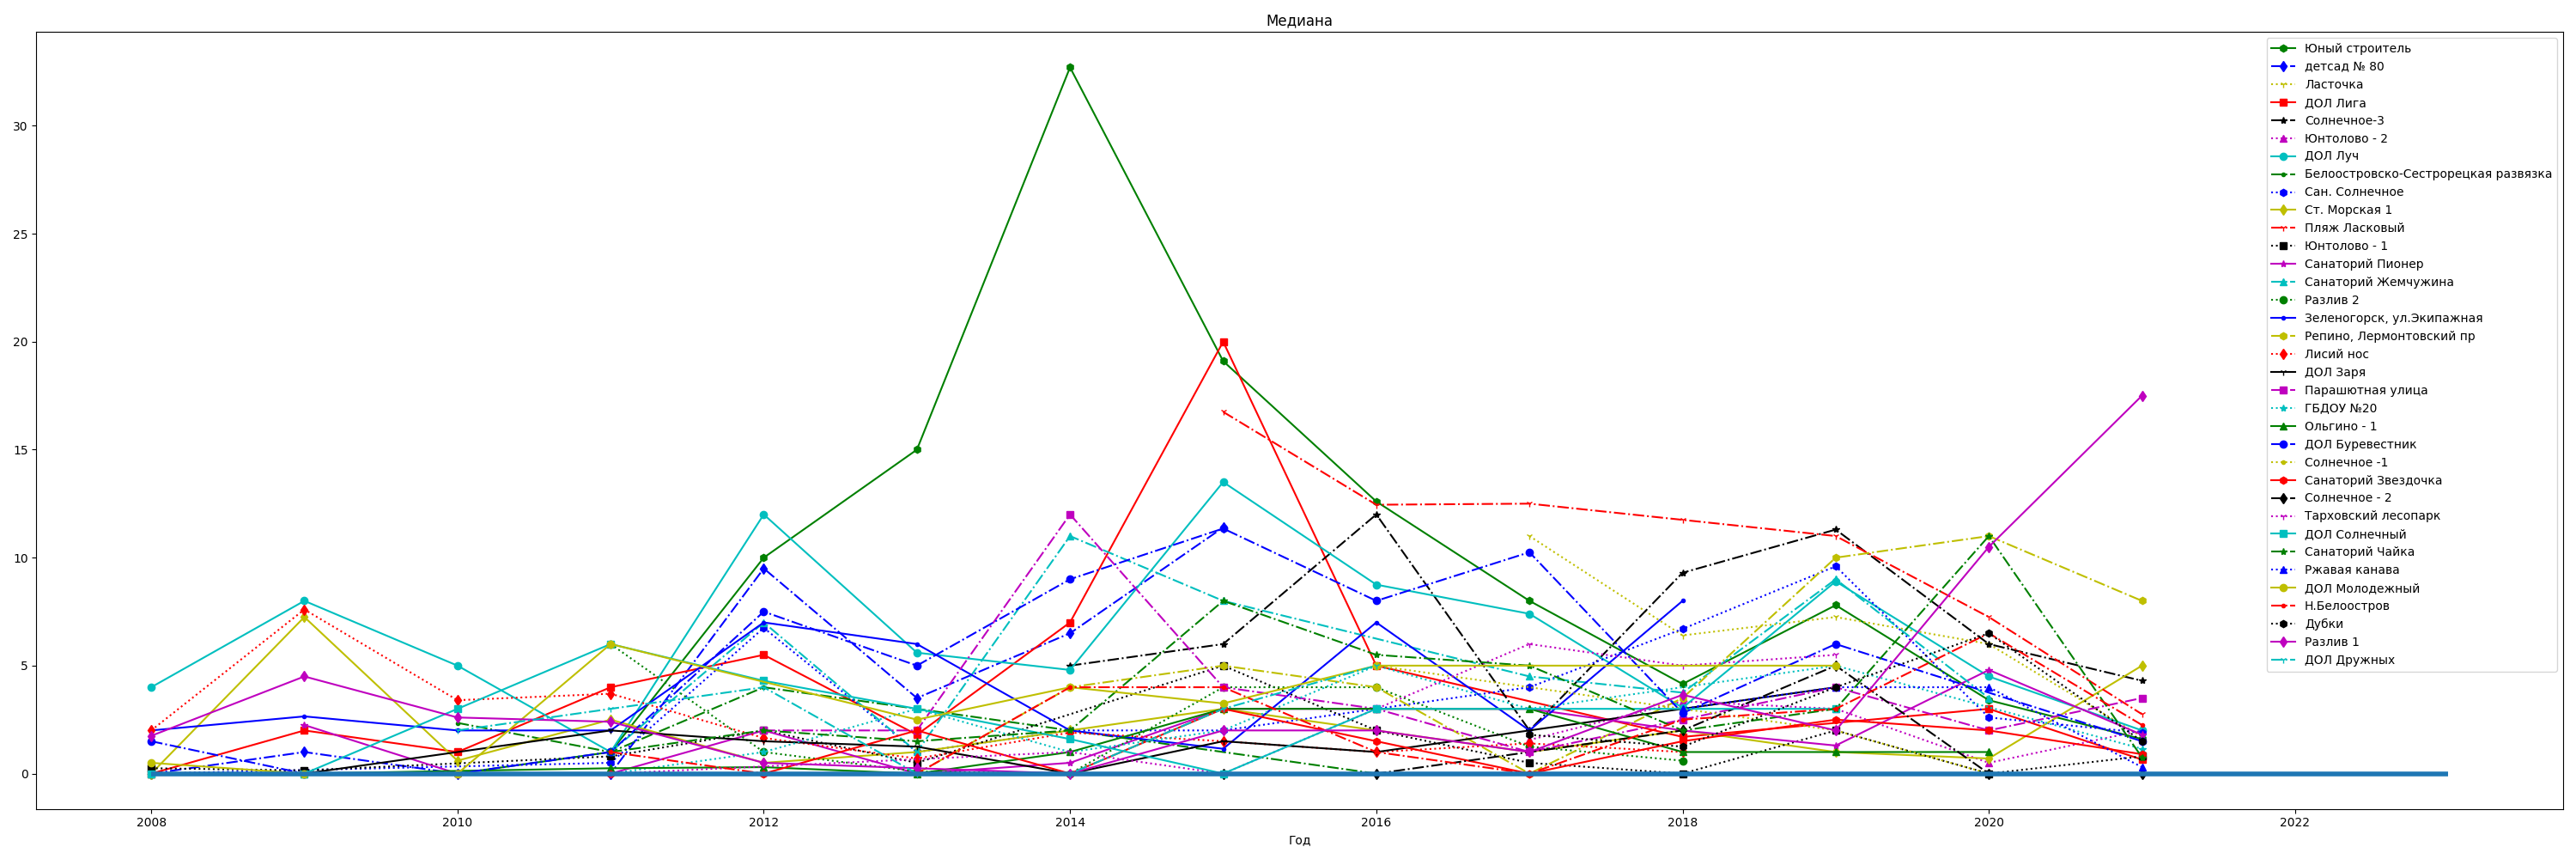 Медиана
30
25
20
15
10
5
0
2008
2010
2012
2014
2016
2018
2020
2022
Год
Юный строитель
детсад № 80
Ласточка
ДОЛ Лига
Солнечное-3
Юнтолово - 2
ДОЛ Луч
Белоостровско-Сестрорецкая развязка
Сан. Солнечное
Ст. Морская 1
Пляж Ласковый
Юнтолово - 1
Санаторий Пионер
Санаторий Жемчужина
Разлив 2
Зеленогорск, ул.Экипажная
Репино, Лермонтовский пр
Лисий нос
ДОЛ Заря
Парашютная улица
ГБДОУ №20
Ольгино - 1
ДОЛ Буревестник
Солнечное -1
Санаторий Звездочка
Солнечное - 2
Тарховский лесопарк
ДОЛ Солнечный
Санаторий Чайка
Ржавая канава
ДОЛ Молодежный
Н.Белоостров
Дубки
Разлив 1
ДОЛ Дружных